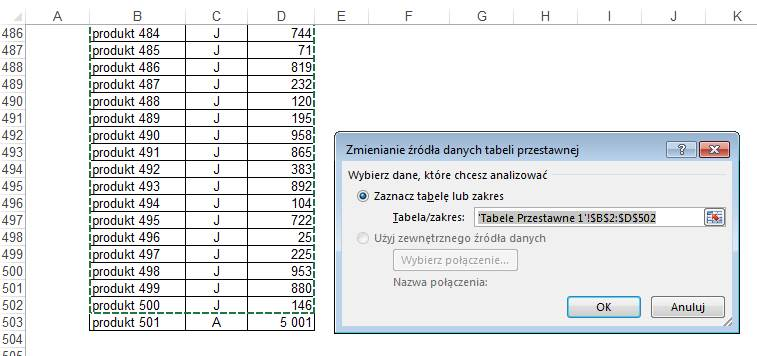 A B C D E F G H I J K
486 produkt 484 J 744
487 produkt 485 J 71
488 produkt 486 J 819
489 produkt 487 J 232
490 produkt 488 J 120
491 produkt 489 J 195
492 produkt 490 J 958
493 produkt 491 J 865
494 produkt 492 J 383
495 produkt 493 J 892
496 produkt 494 J 104
497 produkt 495 J 722
498 produkt 496 J 25
499 produkt 497 J 225
500 produkt 498 J 953
501 produkt 499 J 880
502 produkt 500 J 146
503 produkt 501 A 5 001
504
505
Zmienianie źródła danych tabeli przestawnej
Wybierz dane, które chcesz analizować
Zaznacz tabelę lub zakres
Tabela/zakres: 'Tabele Przestawne 1'!$B$2:$D$502
Użyj zewnętrznego źródła danych
Wybierz połączenie...
Nazwa połączenia:
OK Anuluj